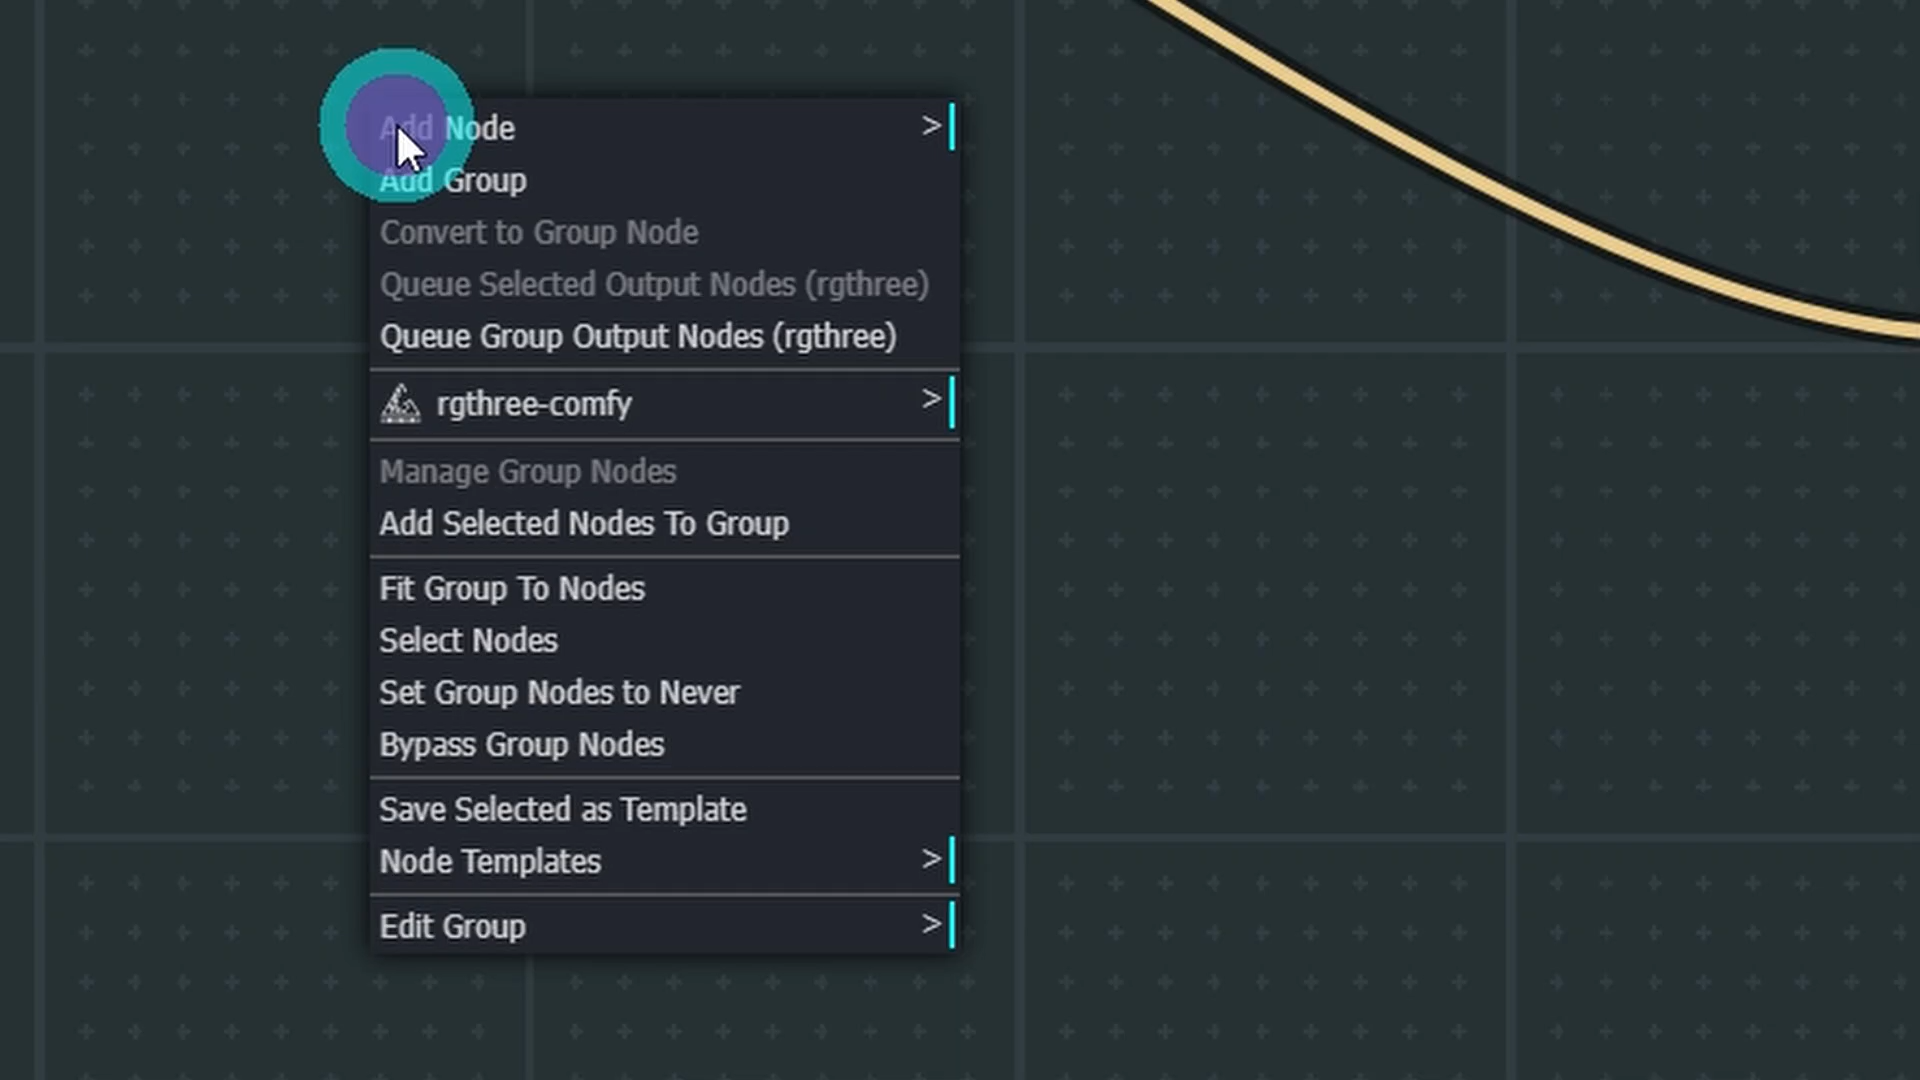 Add Node >
Add Group
Convert to Group Node
Queue Selected Output Nodes (rgthree)
Queue Group Output Nodes (rgthree)
rgthree-comfy >
Manage Group Nodes
Add Selected Nodes To Group
Fit Group To Nodes
Select Nodes
Set Group Nodes to Never
Bypass Group Nodes
Save Selected as Template
Node Templates >
Edit Group >